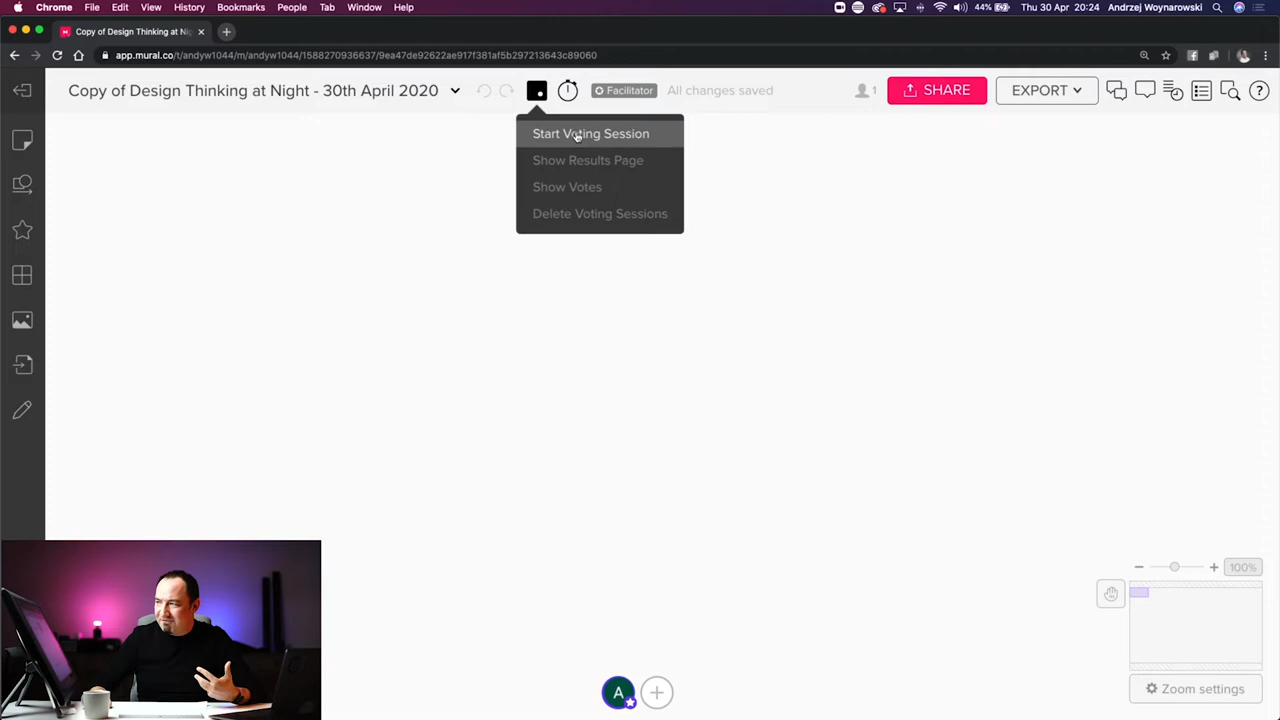 Chrome File Edit View History Bookmarks People Tab Window Help
44% Thu 30 Apr 20:24 Andrzej Woynarowski
Copy of Design Thinking at Ni
app.mural.co/t/andyw1044/m/andyw1044/1588270936637/9ea47de92622ae917f381af5b297213643c89060
Copy of Design Thinking at Night - 30th April 2020
Facilitator
All changes saved
1
SHARE
EXPORT
Start Voting Session
Show Results Page
Show Votes
Delete Voting Sessions
100%
Zoom settings
A